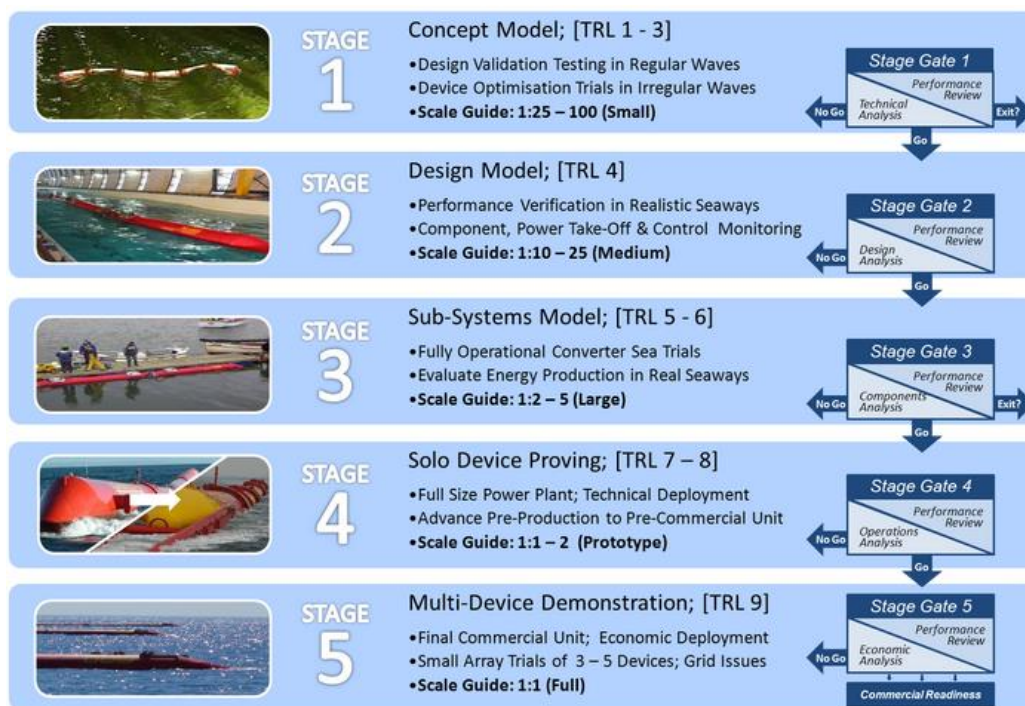 STAGE
1
Concept Model; [TRL 1 - 3]
•Design Validation Testing in Regular Waves
•Device Optimisation Trials in Irregular Waves
•Scale Guide: 1:25 – 100 (Small)
Stage Gate 1
Performance
Review
Technical
Analysis
No Go
Exit?
Go
STAGE
2
Design Model; [TRL 4]
•Performance Verification in Realistic Seaways
•Component, Power Take-Off & Control Monitoring
•Scale Guide: 1:10 – 25 (Medium)
Stage Gate 2
Performance
Review
Design
Analysis
No Go
Go
STAGE
3
Sub-Systems Model; [TRL 5 - 6]
•Fully Operational Converter Sea Trials
•Evaluate Energy Production in Real Seaways
•Scale Guide: 1:2 – 5 (Large)
Stage Gate 3
Performance
Review
Components
Analysis
No Go
Exit?
Go
STAGE
4
Solo Device Proving; [TRL 7 – 8]
•Full Size Power Plant; Technical Deployment
•Advance Pre-Production to Pre-Commercial Unit
•Scale Guide: 1:1 – 2 (Prototype)
Stage Gate 4
Performance
Review
Operations
Analysis
No Go
Go
STAGE
5
Multi-Device Demonstration; [TRL 9]
•Final Commercial Unit; Economic Deployment
•Small Array Trials of 3 – 5 Devices; Grid Issues
•Scale Guide: 1:1 (Full)
Stage Gate 5
Performance
Review
Economic
Analysis
No Go
Commercial Readiness